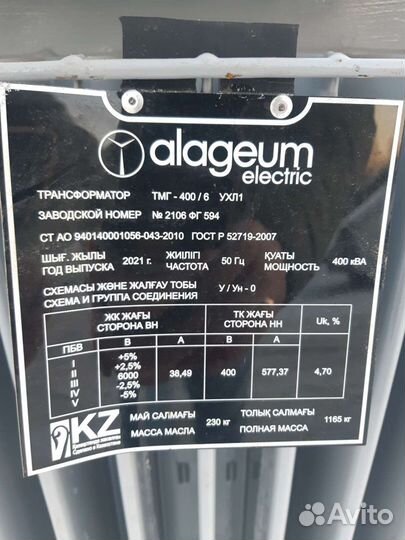 alageum
electric
ТРАНСФОРМАТОР ТМГ - 400 / 6 УХЛ1
ЗАВОДСКОЙ НОМЕР № 2106 ФГ 594
СТ АО 940140001056-043-2010 ГОСТ Р 52719-2007
ШЫҒ. ЖЫЛЫ ЖИІЛІГІ ҚУАТЫ
ГОД ВЫПУСКА 2021 г. ЧАСТОТА 50 Гц МОЩНОСТЬ 400 кВА
СХЕМАСЫ ЖӘНЕ ЖАЛҒАУ ТОБЫ
СХЕМА И ГРУППА СОЕДИНЕНИЯ У / Ун - 0
ЖК ЖАҒЫ ТК ЖАҒЫ
СТОРОНА ВН СТОРОНА НН Uк, %
ПБВ В А В А
I +5%
II +2,5%
III 6000 38,49 400 577,37 4,70
IV -2,5%
V -5%
KZ
Қазақстанда жасалған
Сделано в Казахстане
МАЙ САЛМАҒЫ ТОЛЫҚ САЛМАҒЫ
МАССА МАСЛА 230 кг ПОЛНАЯ МАССА 1165 кг
Avito